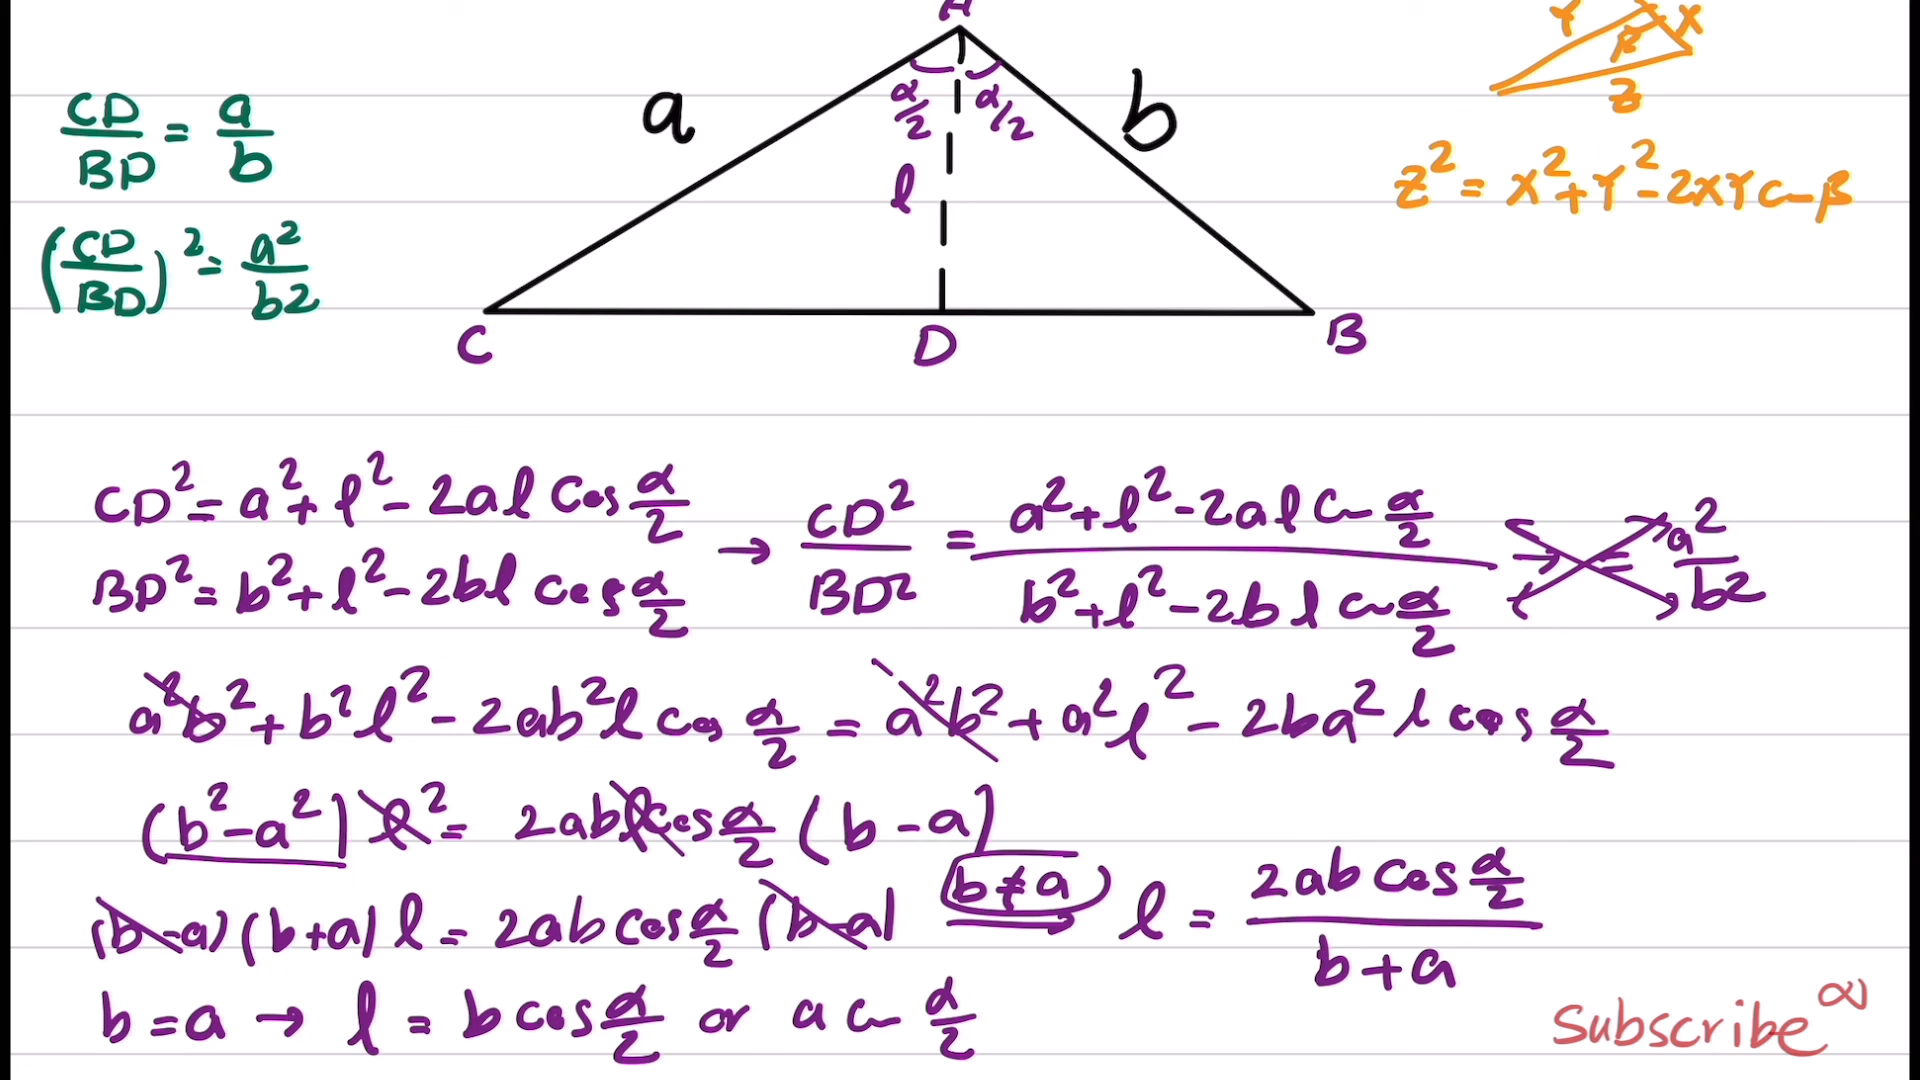 A
Y X
β
Z
a b
α/2 α/2
l
C D B
CD/BD = a/b
(CD/BD)² = a²/b2
z² = x² + Y² - 2xY c~ β
CD² = a² + l² - 2al cos α/2
BD² = b² + l² - 2bl cos α/2
→ CD²/BD² = (a² + l² - 2al c~ α/2)/(b² + l² - 2bl c~ α/2) = a²/b2
a²b² + b²l² - 2ab²l cos α/2 = a²b² + a²l² - 2ba²l cos α/2
(b² - a²) l² = 2abl cos α/2 (b - a)
(b-a)(b+a) l = 2ab cos α/2 (b-a) b≠a → l = (2ab cos α/2)/(b+a)
b = a → l = b cos α/2 or a c~ α/2
Subscribe ∞